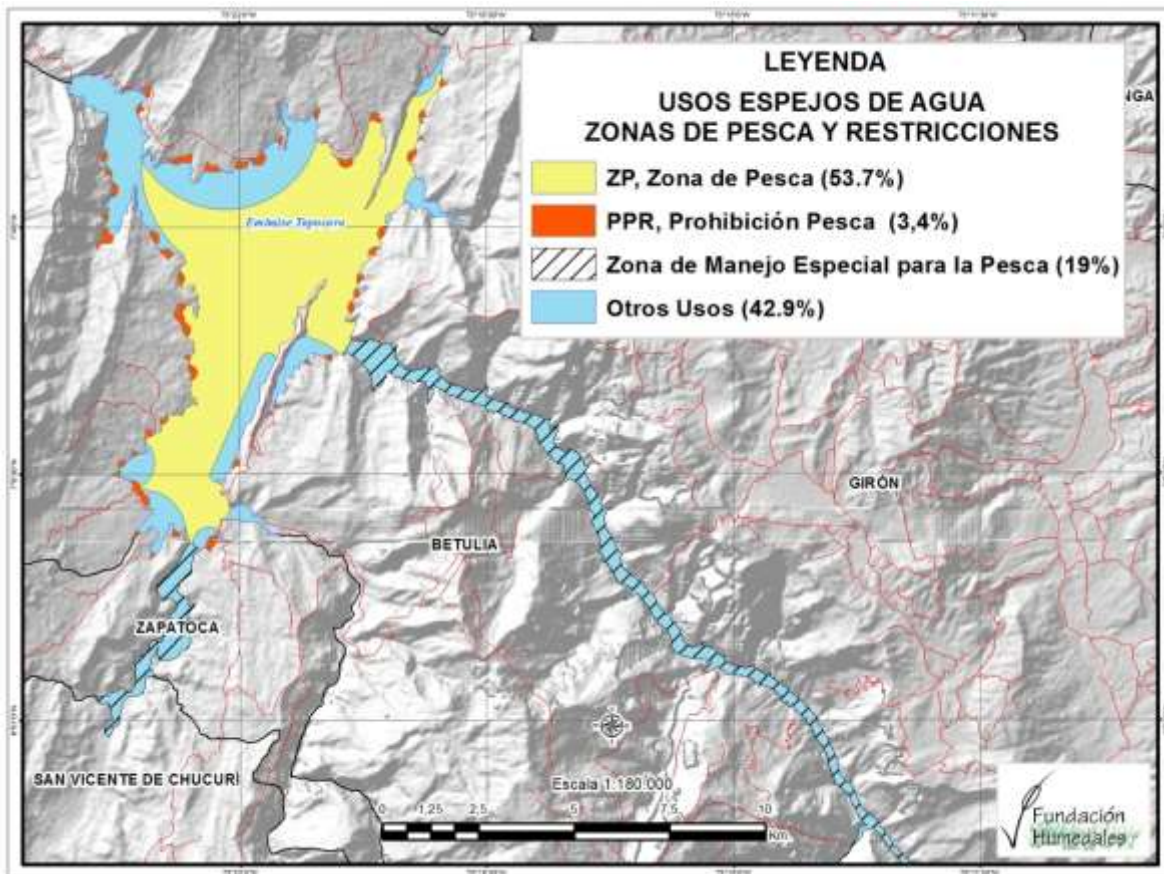 LEYENDA
USOS ESPEJOS DE AGUA
ZONAS DE PESCA Y RESTRICCIONES
ZP, Zona de Pesca (53.7%)
PPR, Prohibición Pesca (3,4%)
Zona de Manejo Especial para la Pesca (19%)
Otros Usos (42.9%)
NGA
Embalse Topocoro
GIRÓN
BETULIA
ZAPATOCA
SAN VICENTE DE CHUCURÍ
Escala 1:180.000
0 1,25 2,5 5 7,5 10
Km
Fundación
Humedales